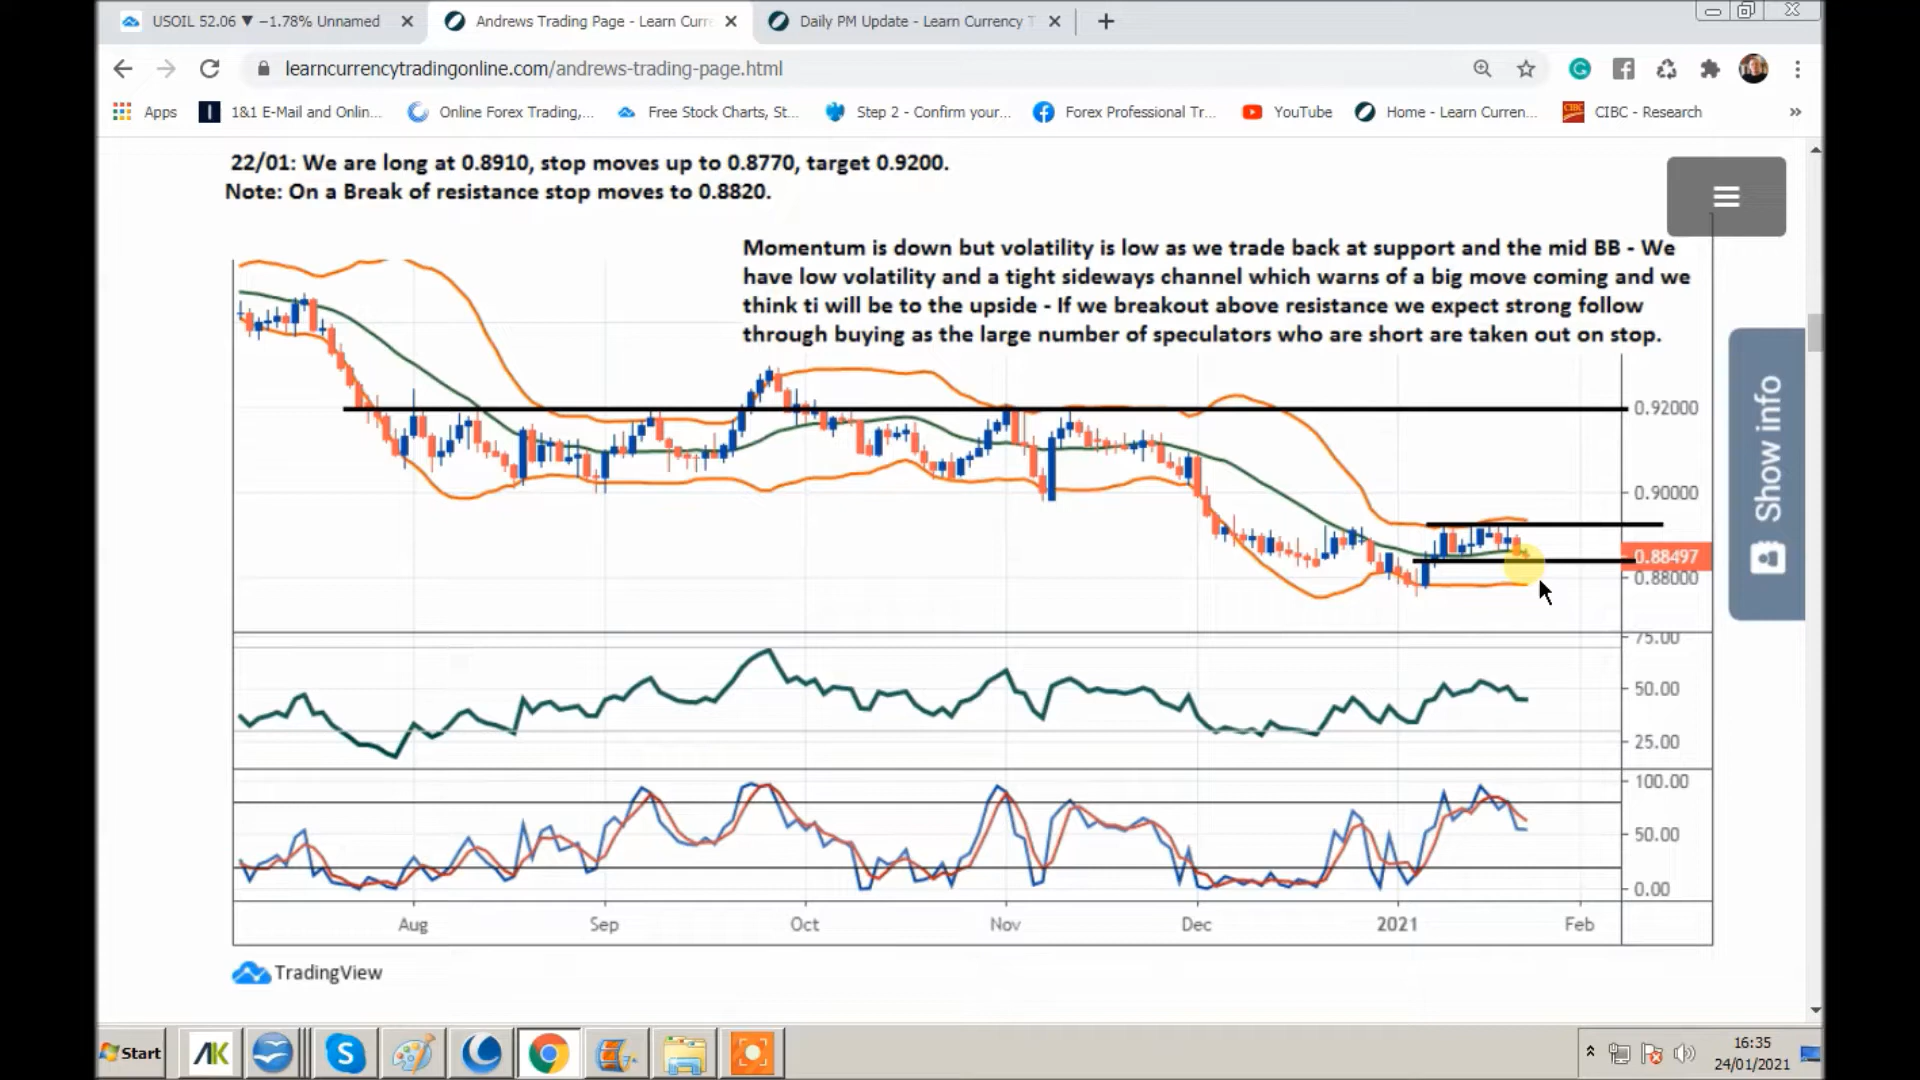 USOIL 52.06 ▼ −1.78% Unnamed
Andrews Trading Page - Learn Curre
Daily PM Update - Learn Currency T
learncurrencytradingonline.com/andrews-trading-page.html
Apps
1&1 E-Mail and Onlin...
Online Forex Trading,...
Free Stock Charts, St...
Step 2 - Confirm your...
Forex Professional Tr...
YouTube
Home - Learn Curren...
CIBC - Research
22/01: We are long at 0.8910, stop moves up to 0.8770, target 0.9200.
Note: On a Break of resistance stop moves to 0.8820.
Momentum is down but volatility is low as we trade back at support and the mid BB - We
have low volatility and a tight sideways channel which warns of a big move coming and we
think ti will be to the upside - If we breakout above resistance we expect strong follow
through buying as the large number of speculators who are short are taken out on stop.
Show info
0.92000
0.90000
0.88497
0.88000
75.00
50.00
25.00
100.00
50.00
0.00
Aug Sep Oct Nov Dec 2021 Feb
TradingView
Start
16:35
24/01/2021